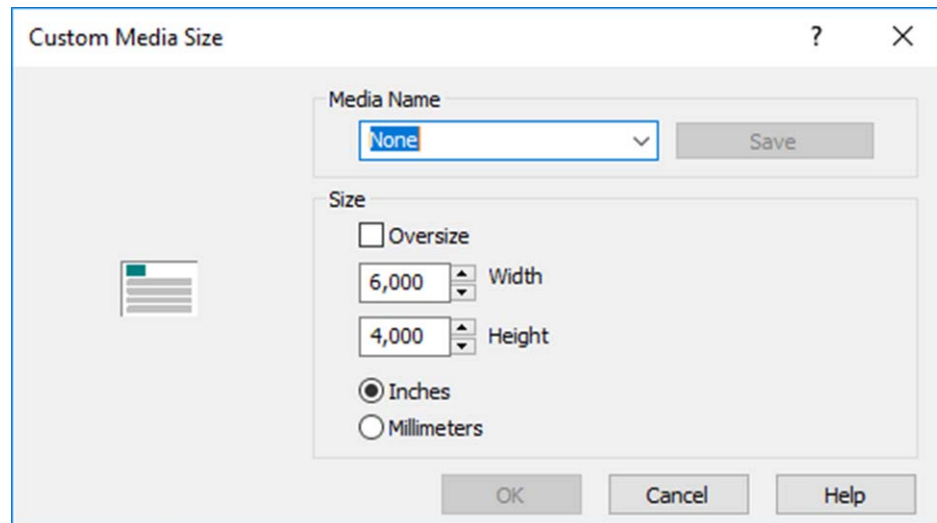 Custom Media Size
?
Media Name
None
Save
Size
Oversize
6,000 Width
4,000 Height
Inches
Millimeters
OK Cancel Help